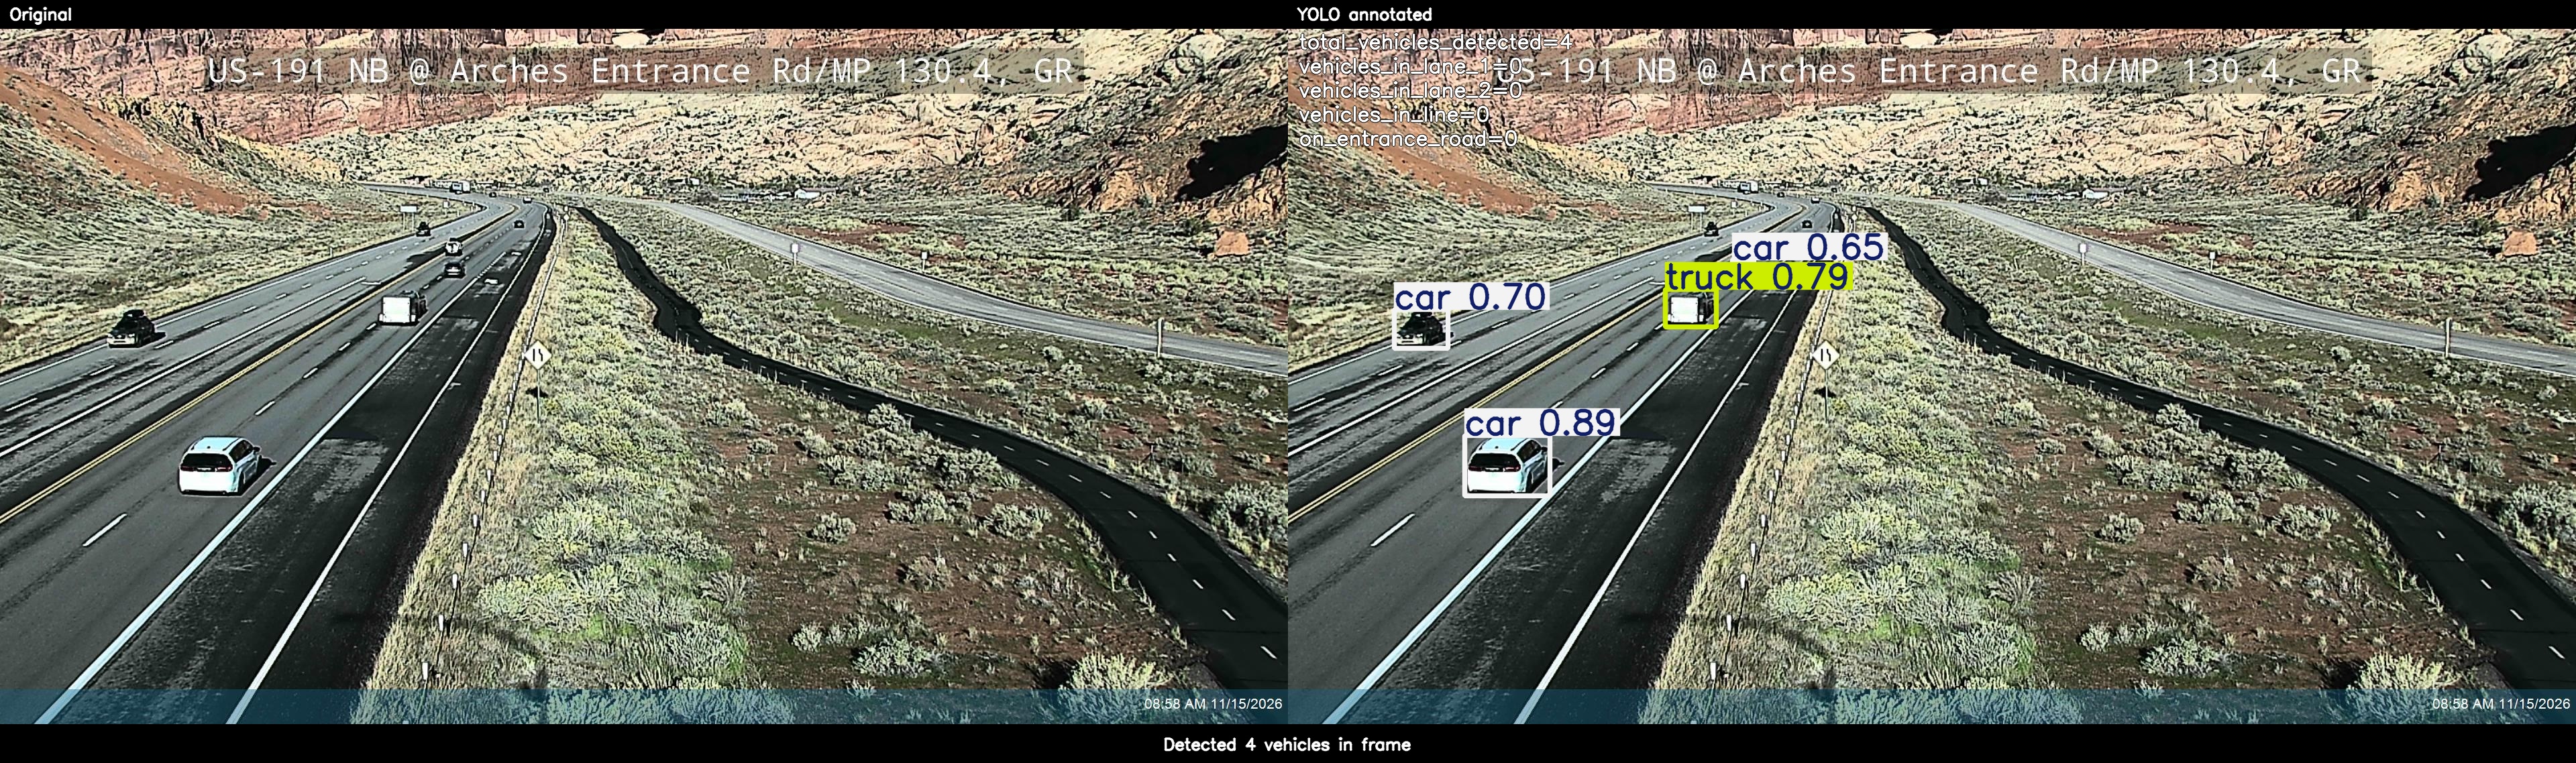 Original
US-191 NB @ Arches Entrance Rd/MP 130.4, GR
08:58 AM 11/15/2026
YOLO annotated
total_vehicles_detected=4
vehicles_in_lane_1=0
vehicles_in_lane_2=0
vehicles_in_line=0
on_entrance_road=0
US-191 NB @ Arches Entrance Rd/MP 130.4, GR
car 0.65
truck 0.79
car 0.70
car 0.89
08:58 AM 11/15/2026
Detected 4 vehicles in frame